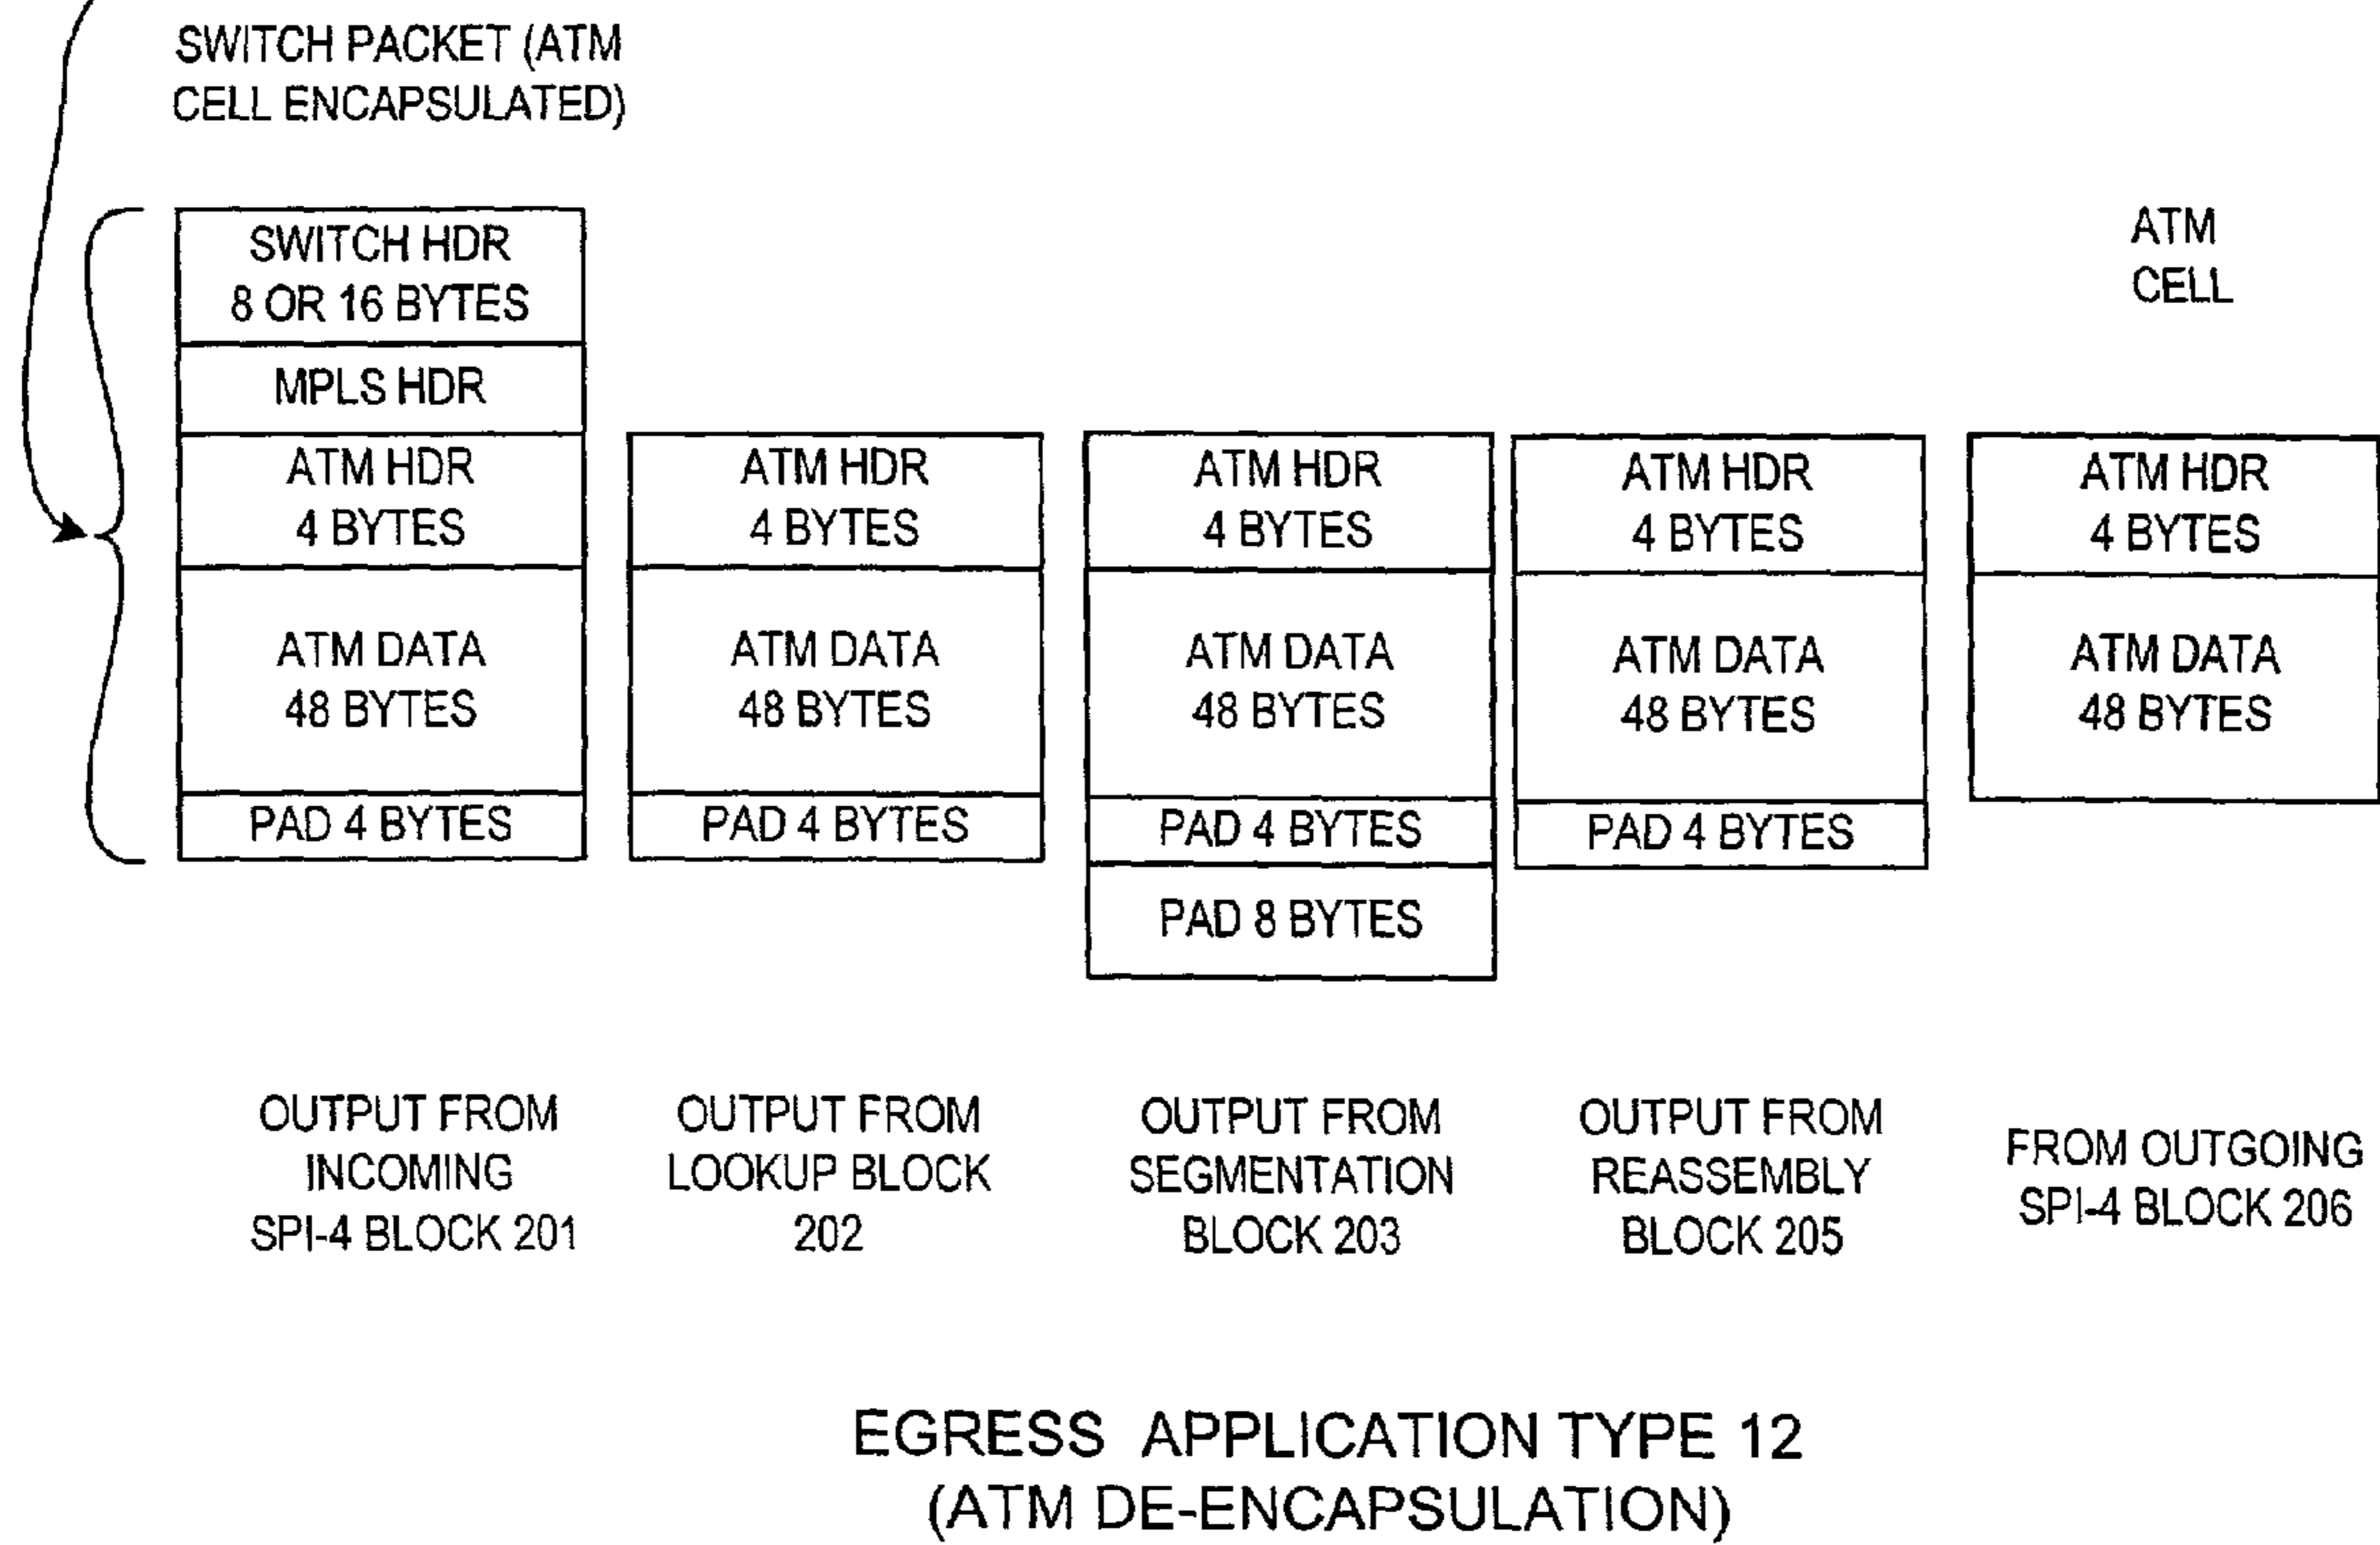 SWITCH PACKET (ATM
CELL ENCAPSULATED)
SWITCH HDR
8 OR 16 BYTES
MPLS HDR
ATM HDR
4 BYTES
ATM DATA
48 BYTES
PAD 4 BYTES
OUTPUT FROM
INCOMING
SPI-4 BLOCK 201
ATM HDR
4 BYTES
ATM DATA
48 BYTES
PAD 4 BYTES
OUTPUT FROM
LOOKUP BLOCK
202
ATM HDR
4 BYTES
ATM DATA
48 BYTES
PAD 4 BYTES
PAD 8 BYTES
OUTPUT FROM
SEGMENTATION
BLOCK 203
ATM HDR
4 BYTES
ATM DATA
48 BYTES
PAD 4 BYTES
OUTPUT FROM
REASSEMBLY
BLOCK 205
ATM
CELL
ATM HDR
4 BYTES
ATM DATA
48 BYTES
FROM OUTGOING
SPI-4 BLOCK 206
EGRESS APPLICATION TYPE 12
(ATM DE-ENCAPSULATION)